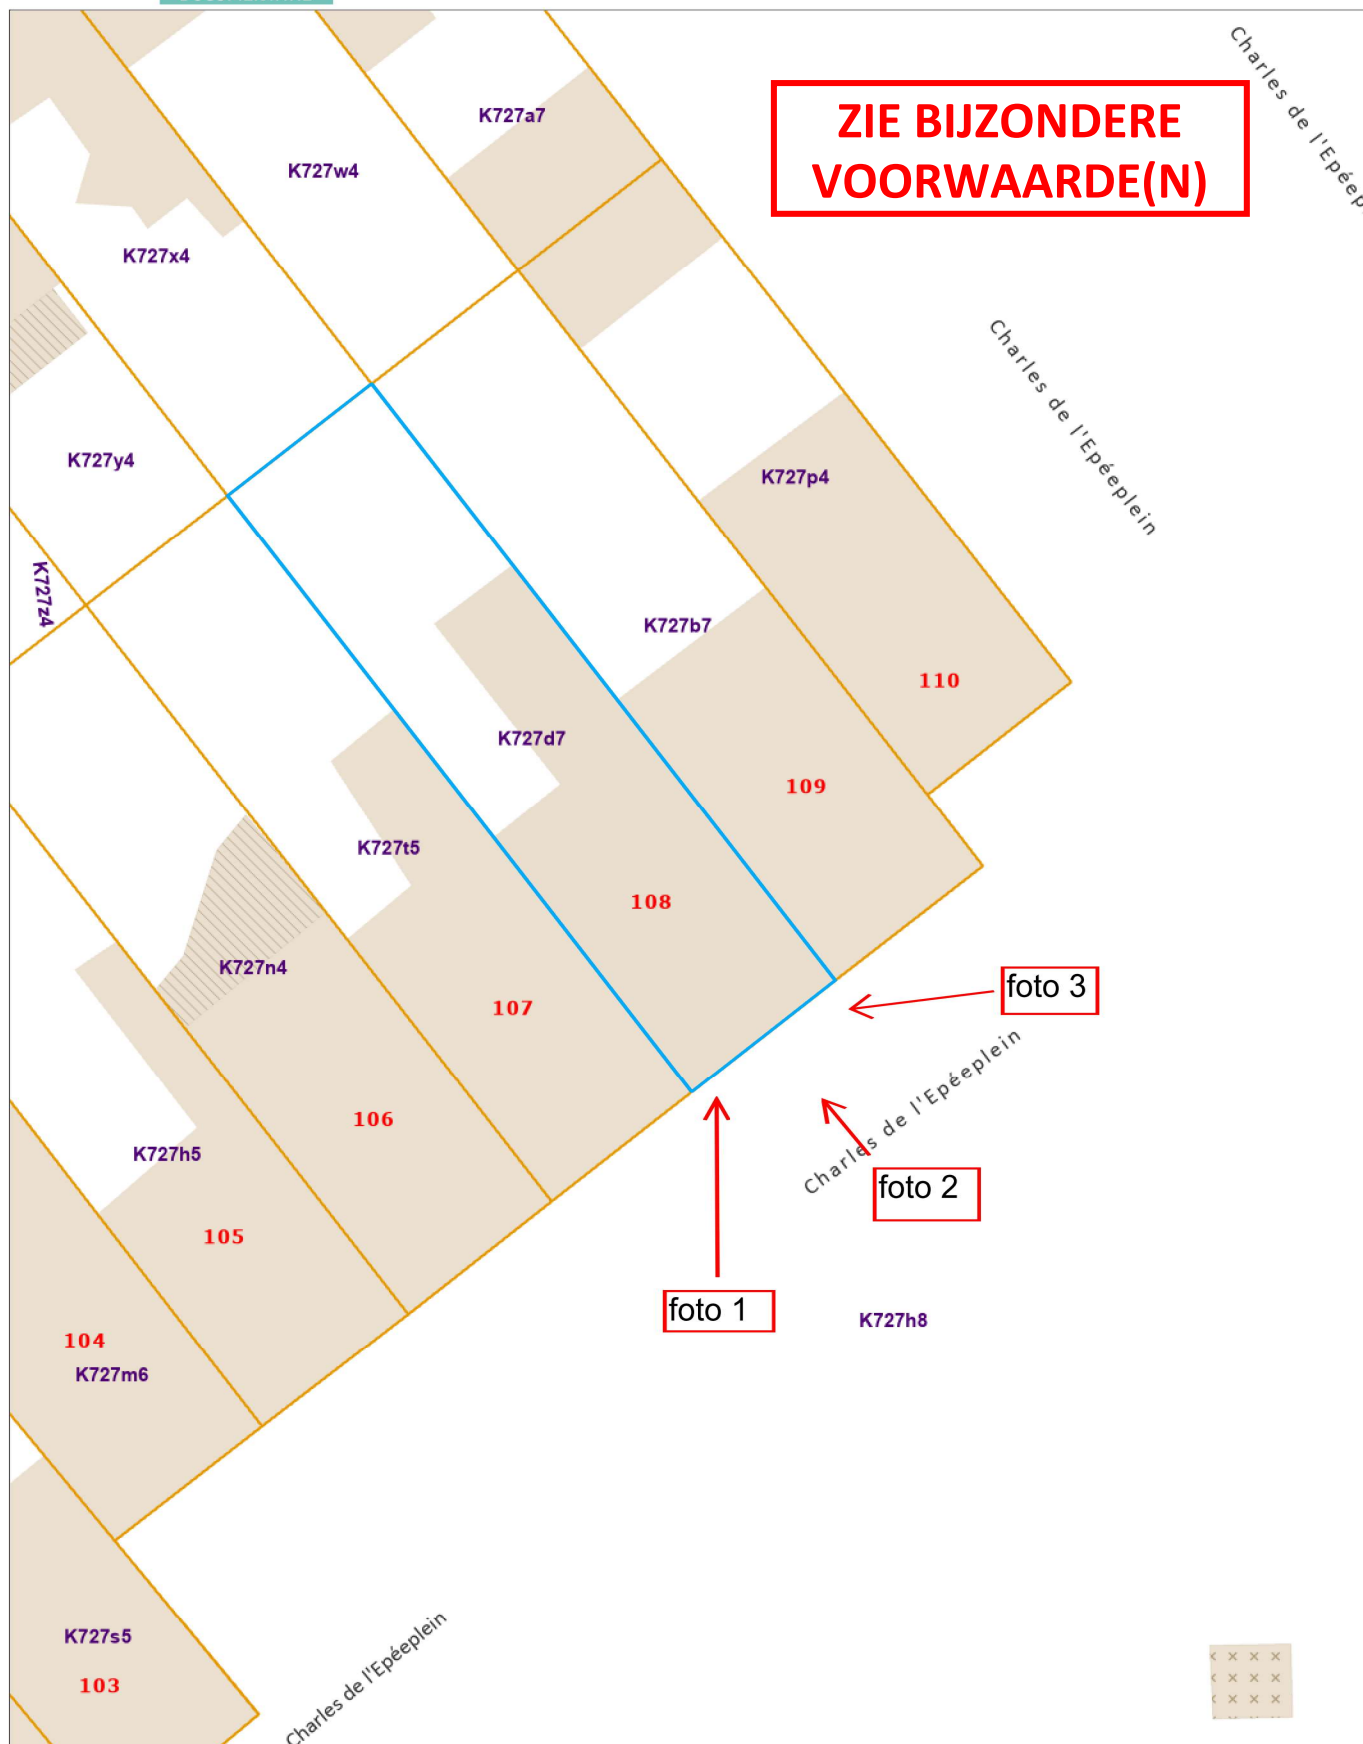 Charles de l'Epéep
ZIE BIJZONDERE
VOORWAARDE(N)
K727a7
K727w4
K727x4
Charles de l'Epéeplein
K727y4
K727p4
K727z4
K727b7
110
K727d7
109
K727t5
108
K727n4
foto 3
107
Charles de l'Epéeplein
106
K727h5
foto 2
105
foto 1
K727h8
104
K727m6
K727s5
103
Charles de l'Epéeplein